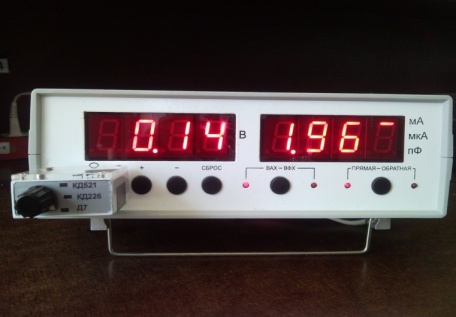 0.14 В 1.96⁻ мА
мкА
пФ
+ − СБРОС ВАХ – ВФХ ПРЯМАЯ – ОБРАТНАЯ
КД521
КД226
Д7